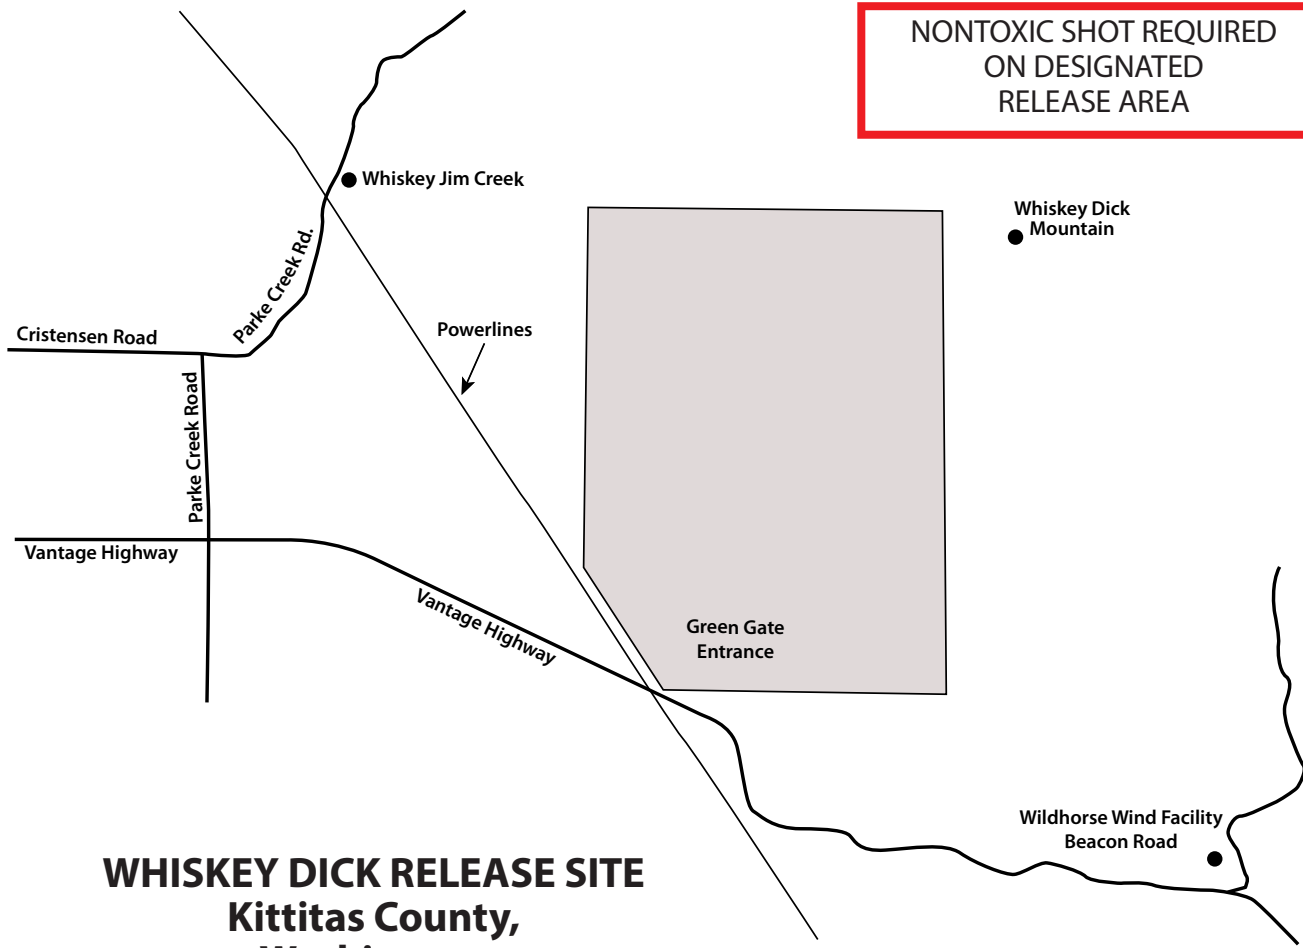 NONTOXIC SHOT REQUIRED
ON DESIGNATED
RELEASE AREA
Whiskey Jim Creek
Whiskey Dick
Mountain
Parke Creek Rd.
Cristensen Road
Powerlines
Parke Creek Road
Vantage Highway
Vantage Highway
Green Gate
Entrance
Wildhorse Wind Facility
Beacon Road
WHISKEY DICK RELEASE SITE
Kittitas County,